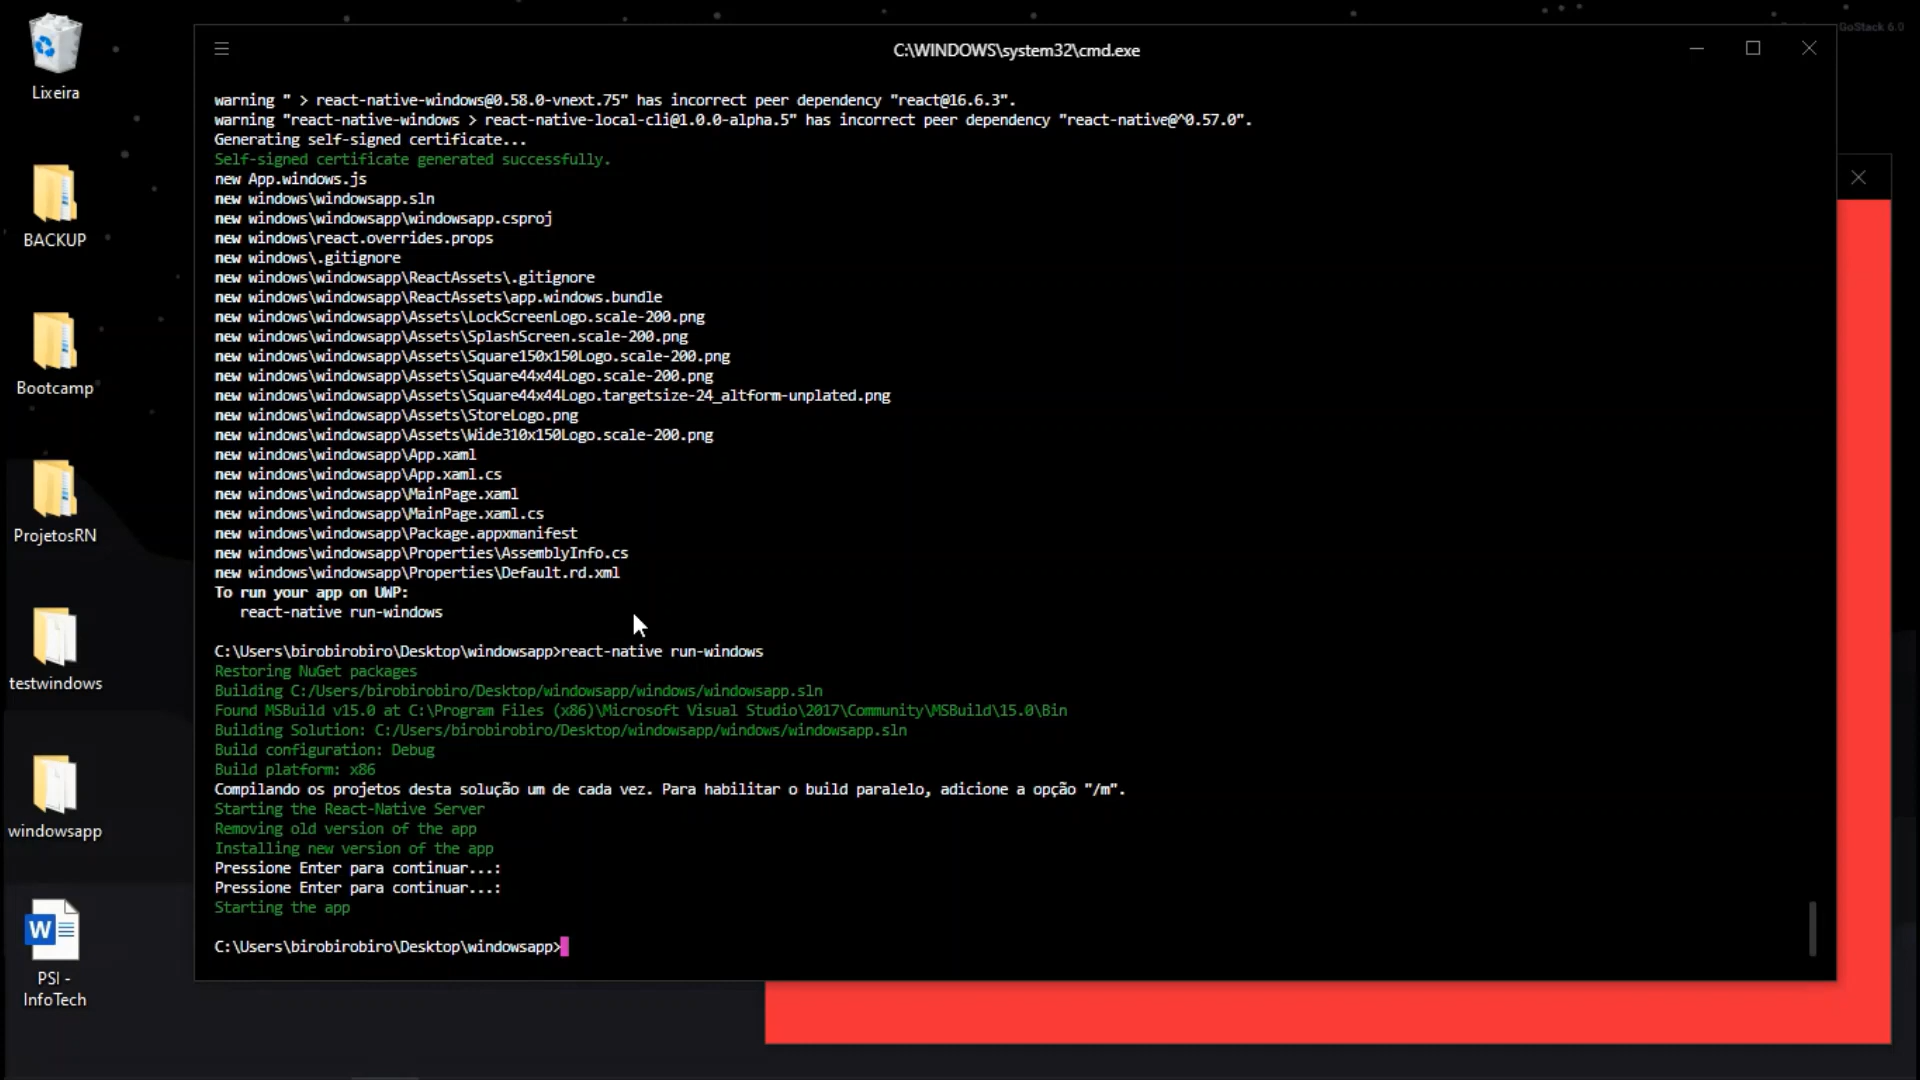 Lixeira
BACKUP
Bootcamp
ProjetosRN
testwindows
windowsapp
PSI -
InfoTech
GoStack 6.0
C:\WINDOWS\system32\cmd.exe
warning " > react-native-windows@0.58.0-vnext.75" has incorrect peer dependency "react@16.6.3".
warning "react-native-windows > react-native-local-cli@1.0.0-alpha.5" has incorrect peer dependency "react-native@^0.57.0".
Generating self-signed certificate...
Self-signed certificate generated successfully.
new App.windows.js
new windows\windowsapp.sln
new windows\windowsapp\windowsapp.csproj
new windows\react.overrides.props
new windows\.gitignore
new windows\windowsapp\ReactAssets\.gitignore
new windows\windowsapp\ReactAssets\app.windows.bundle
new windows\windowsapp\Assets\LockScreenLogo.scale-200.png
new windows\windowsapp\Assets\SplashScreen.scale-200.png
new windows\windowsapp\Assets\Square150x150Logo.scale-200.png
new windows\windowsapp\Assets\Square44x44Logo.scale-200.png
new windows\windowsapp\Assets\Square44x44Logo.targetsize-24_altform-unplated.png
new windows\windowsapp\Assets\StoreLogo.png
new windows\windowsapp\Assets\Wide310x150Logo.scale-200.png
new windows\windowsapp\App.xaml
new windows\windowsapp\App.xaml.cs
new windows\windowsapp\MainPage.xaml
new windows\windowsapp\MainPage.xaml.cs
new windows\windowsapp\Package.appxmanifest
new windows\windowsapp\Properties\AssemblyInfo.cs
new windows\windowsapp\Properties\Default.rd.xml
To run your app on UWP:
react-native run-windows
C:\Users\birobirobiro\Desktop\windowsapp>react-native run-windows
Restoring NuGet packages
Building C:/Users/birobirobiro/Desktop/windowsapp/windows/windowsapp.sln
Found MSBuild v15.0 at C:\Program Files (x86)\Microsoft Visual Studio\2017\Community\MSBuild\15.0\Bin
Building Solution: C:/Users/birobirobiro/Desktop/windowsapp/windows/windowsapp.sln
Build configuration: Debug
Build platform: x86
Compilando os projetos desta solução um de cada vez. Para habilitar o build paralelo, adicione a opção "/m".
Starting the React-Native Server
Removing old version of the app
Installing new version of the app
Pressione Enter para continuar...:
Pressione Enter para continuar...:
Starting the app
C:\Users\birobirobiro\Desktop\windowsapp>